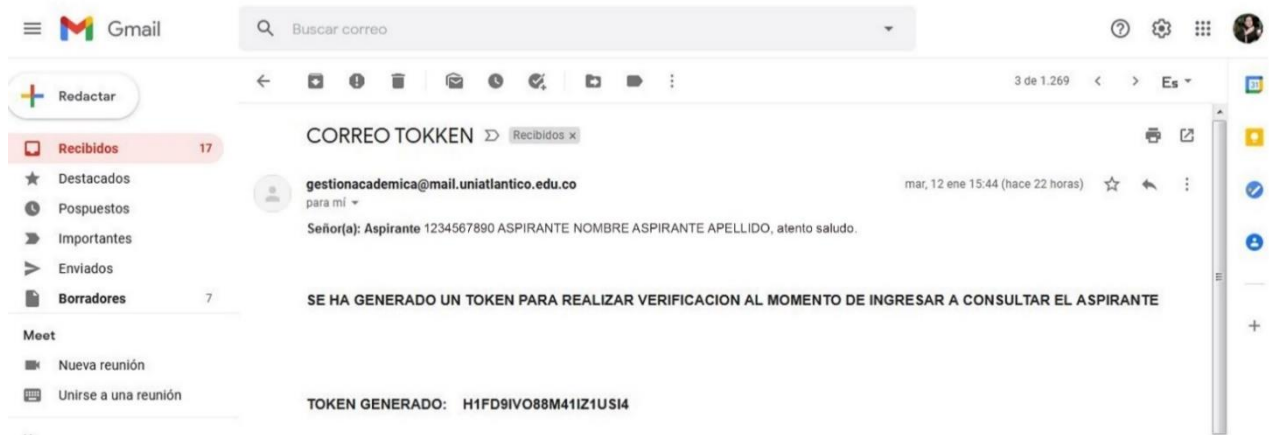 Gmail
Buscar correo
Redactar
3 de 1.269
Es
31
CORREO TOKKEN
Recibidos x
Recibidos 17
Destacados
Pospuestos
Importantes
Enviados
Borradores 7
Meet
Nueva reunión
Unirse a una reunión
gestionacademica@mail.uniatlantico.edu.co
mar, 12 ene 15:44 (hace 22 horas)
para mí
Señor(a): Aspirante 1234567890 ASPIRANTE NOMBRE ASPIRANTE APELLIDO, atento saludo.
SE HA GENERADO UN TOKEN PARA REALIZAR VERIFICACION AL MOMENTO DE INGRESAR A CONSULTAR EL ASPIRANTE
TOKEN GENERADO: H1FD9IVO88M41IZ1USI4